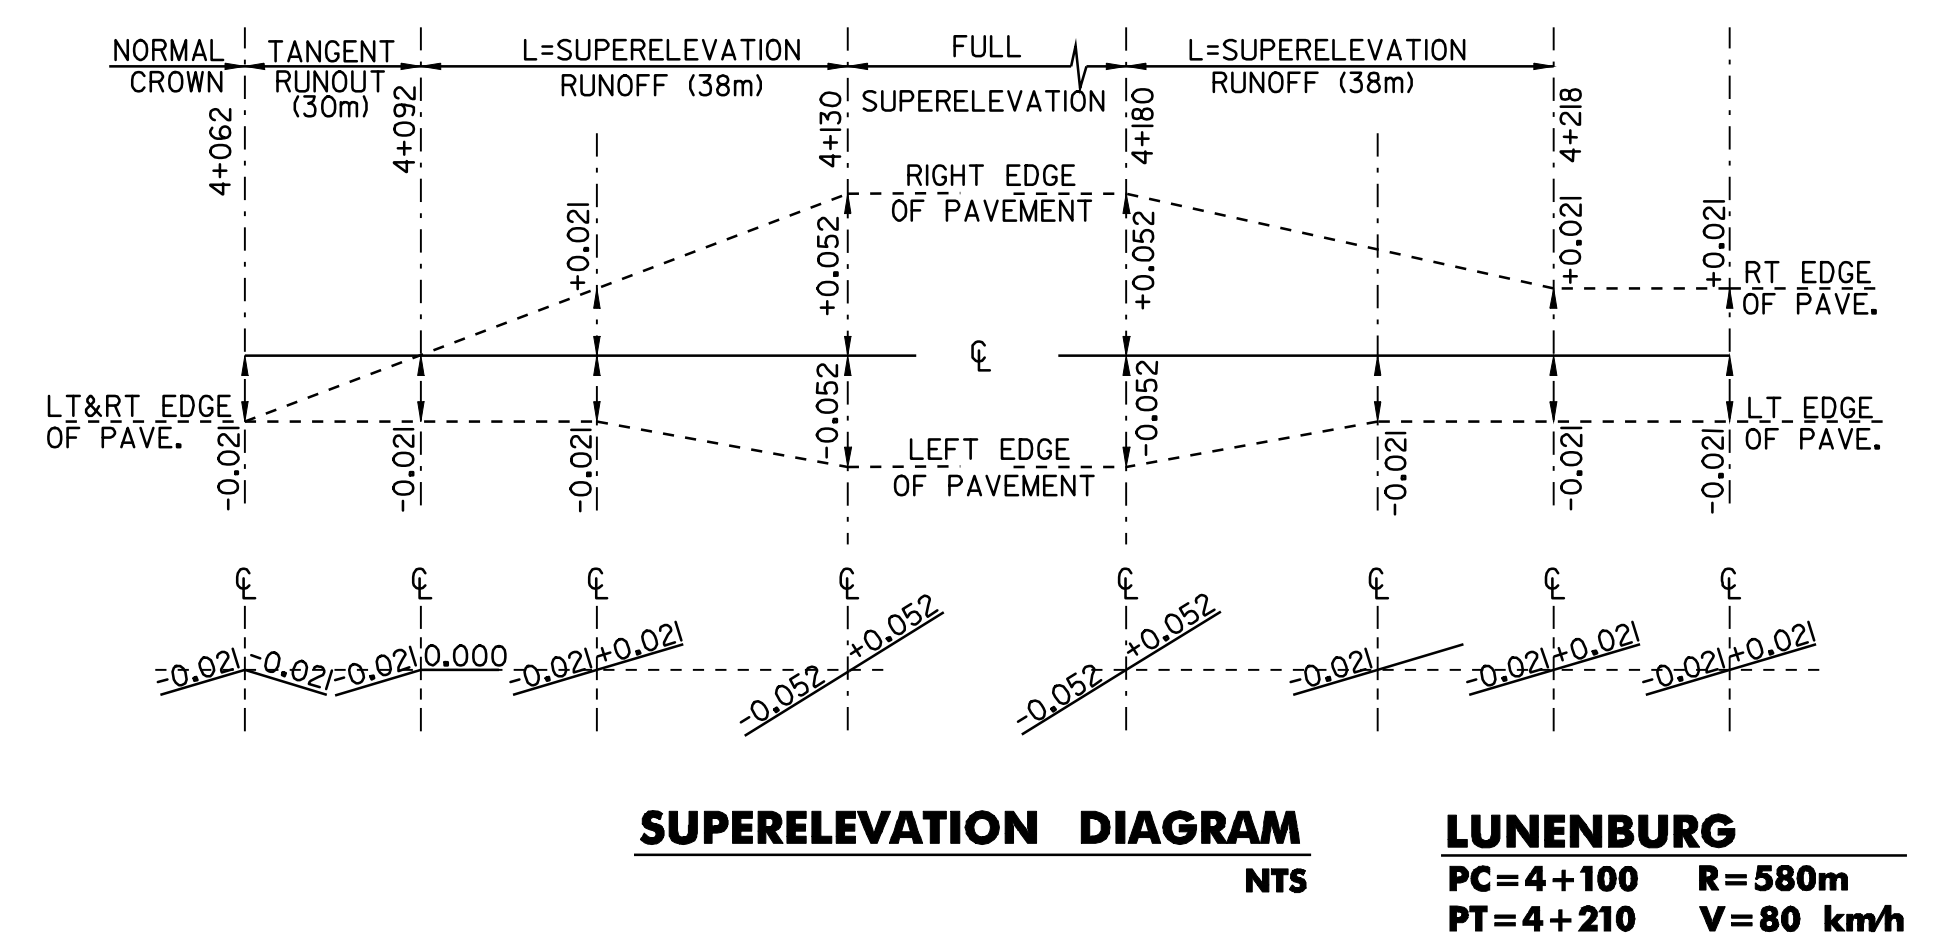 NORMAL
CROWN
TANGENT
RUNOUT
(30m)
L=SUPERELEVATION
RUNOFF (38m)
FULL
SUPERELEVATION
L=SUPERELEVATION
RUNOFF (38m)
4+062
4+092
4+130
4+180
4+218
RIGHT EDGE
OF PAVEMENT
+0.021
+0.052
+0.052
+0.021
+0.021
RT EDGE
OF PAVE.
℄
LT&RT EDGE
OF PAVE.
-0.021
-0.021
-0.021
-0.052
-0.052
-0.021
-0.021
-0.021
LEFT EDGE
OF PAVEMENT
LT EDGE
OF PAVE.
℄ ℄ ℄ ℄ ℄ ℄ ℄ ℄
-0.021 -0.021
-0.021 0.000
-0.021 +0.021
-0.052 +0.052
-0.052 +0.052
-0.021
-0.021 +0.021
-0.021 +0.021
SUPERELEVATION DIAGRAM
NTS
LUNENBURG
PC=4+100 R=580m
PT=4+210 V=80 km/h